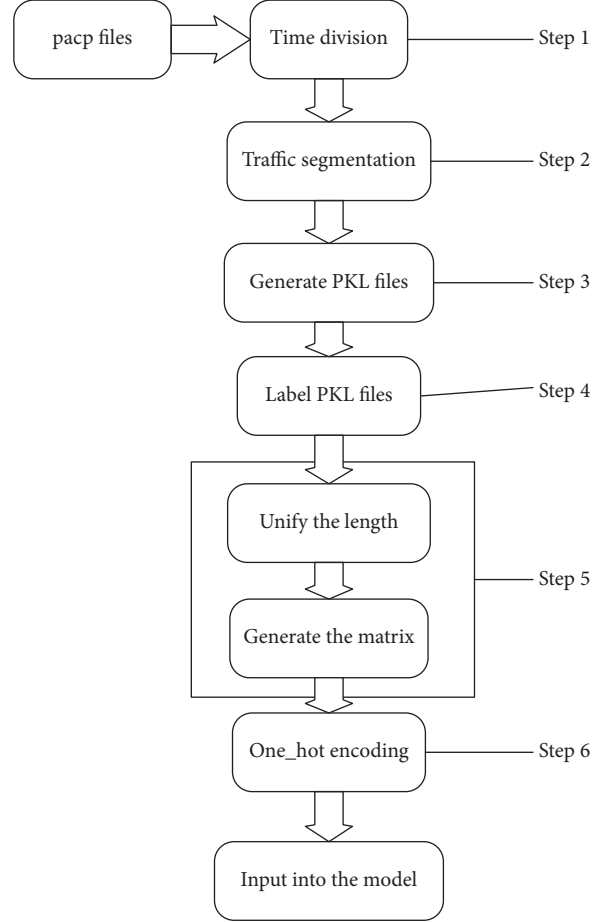 pacp files
Time division
Step 1
Traffic segmentation
Step 2
Generate PKL files
Step 3
Label PKL files
Step 4
Unify the length
Step 5
Generate the matrix
One_hot encoding
Step 6
Input into the model